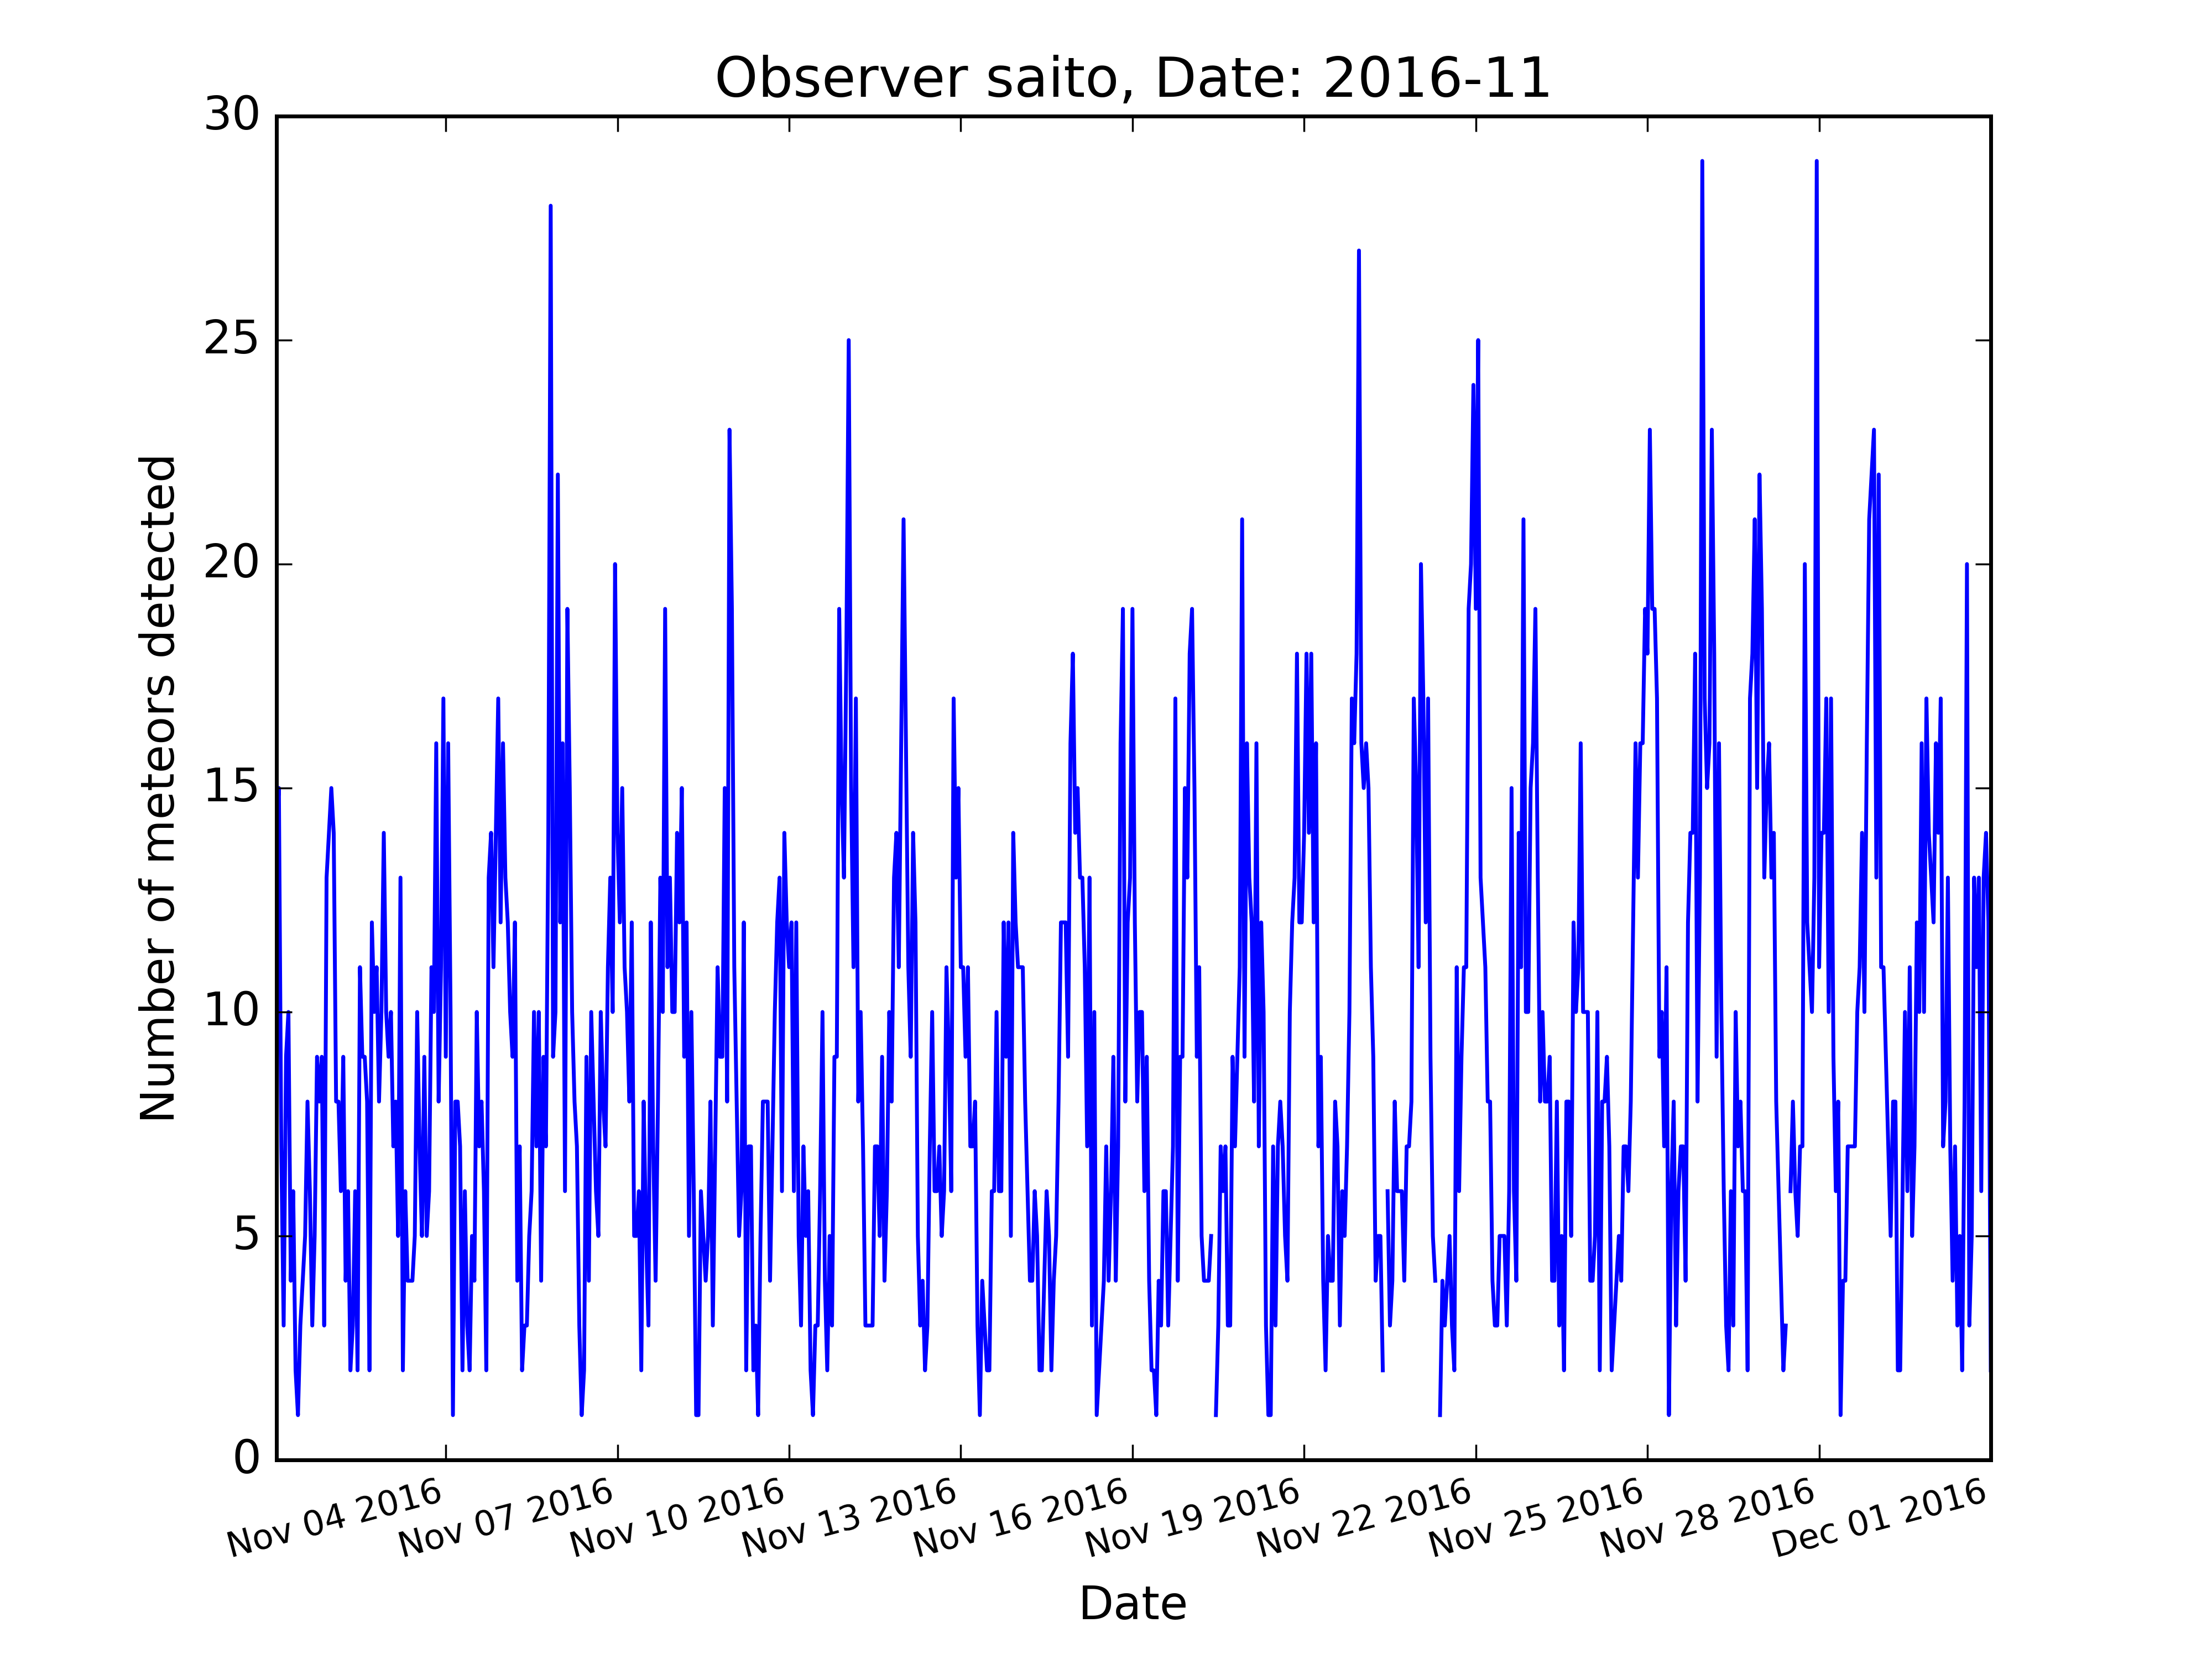 Observer saito, Date: 2016-11
Number of meteors detected
30
25
20
15
10
5
0
Nov 04 2016
Nov 07 2016
Nov 10 2016
Nov 13 2016
Nov 16 2016
Nov 19 2016
Nov 22 2016
Nov 25 2016
Nov 28 2016
Dec 01 2016
Date